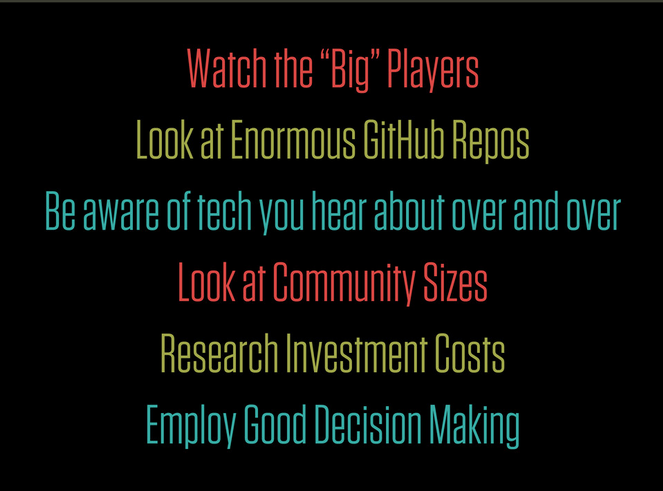 Watch the “Big” Players
Look at Enormous GitHub Repos
Be aware of tech you hear about over and over
Look at Community Sizes
Research Investment Costs
Employ Good Decision Making